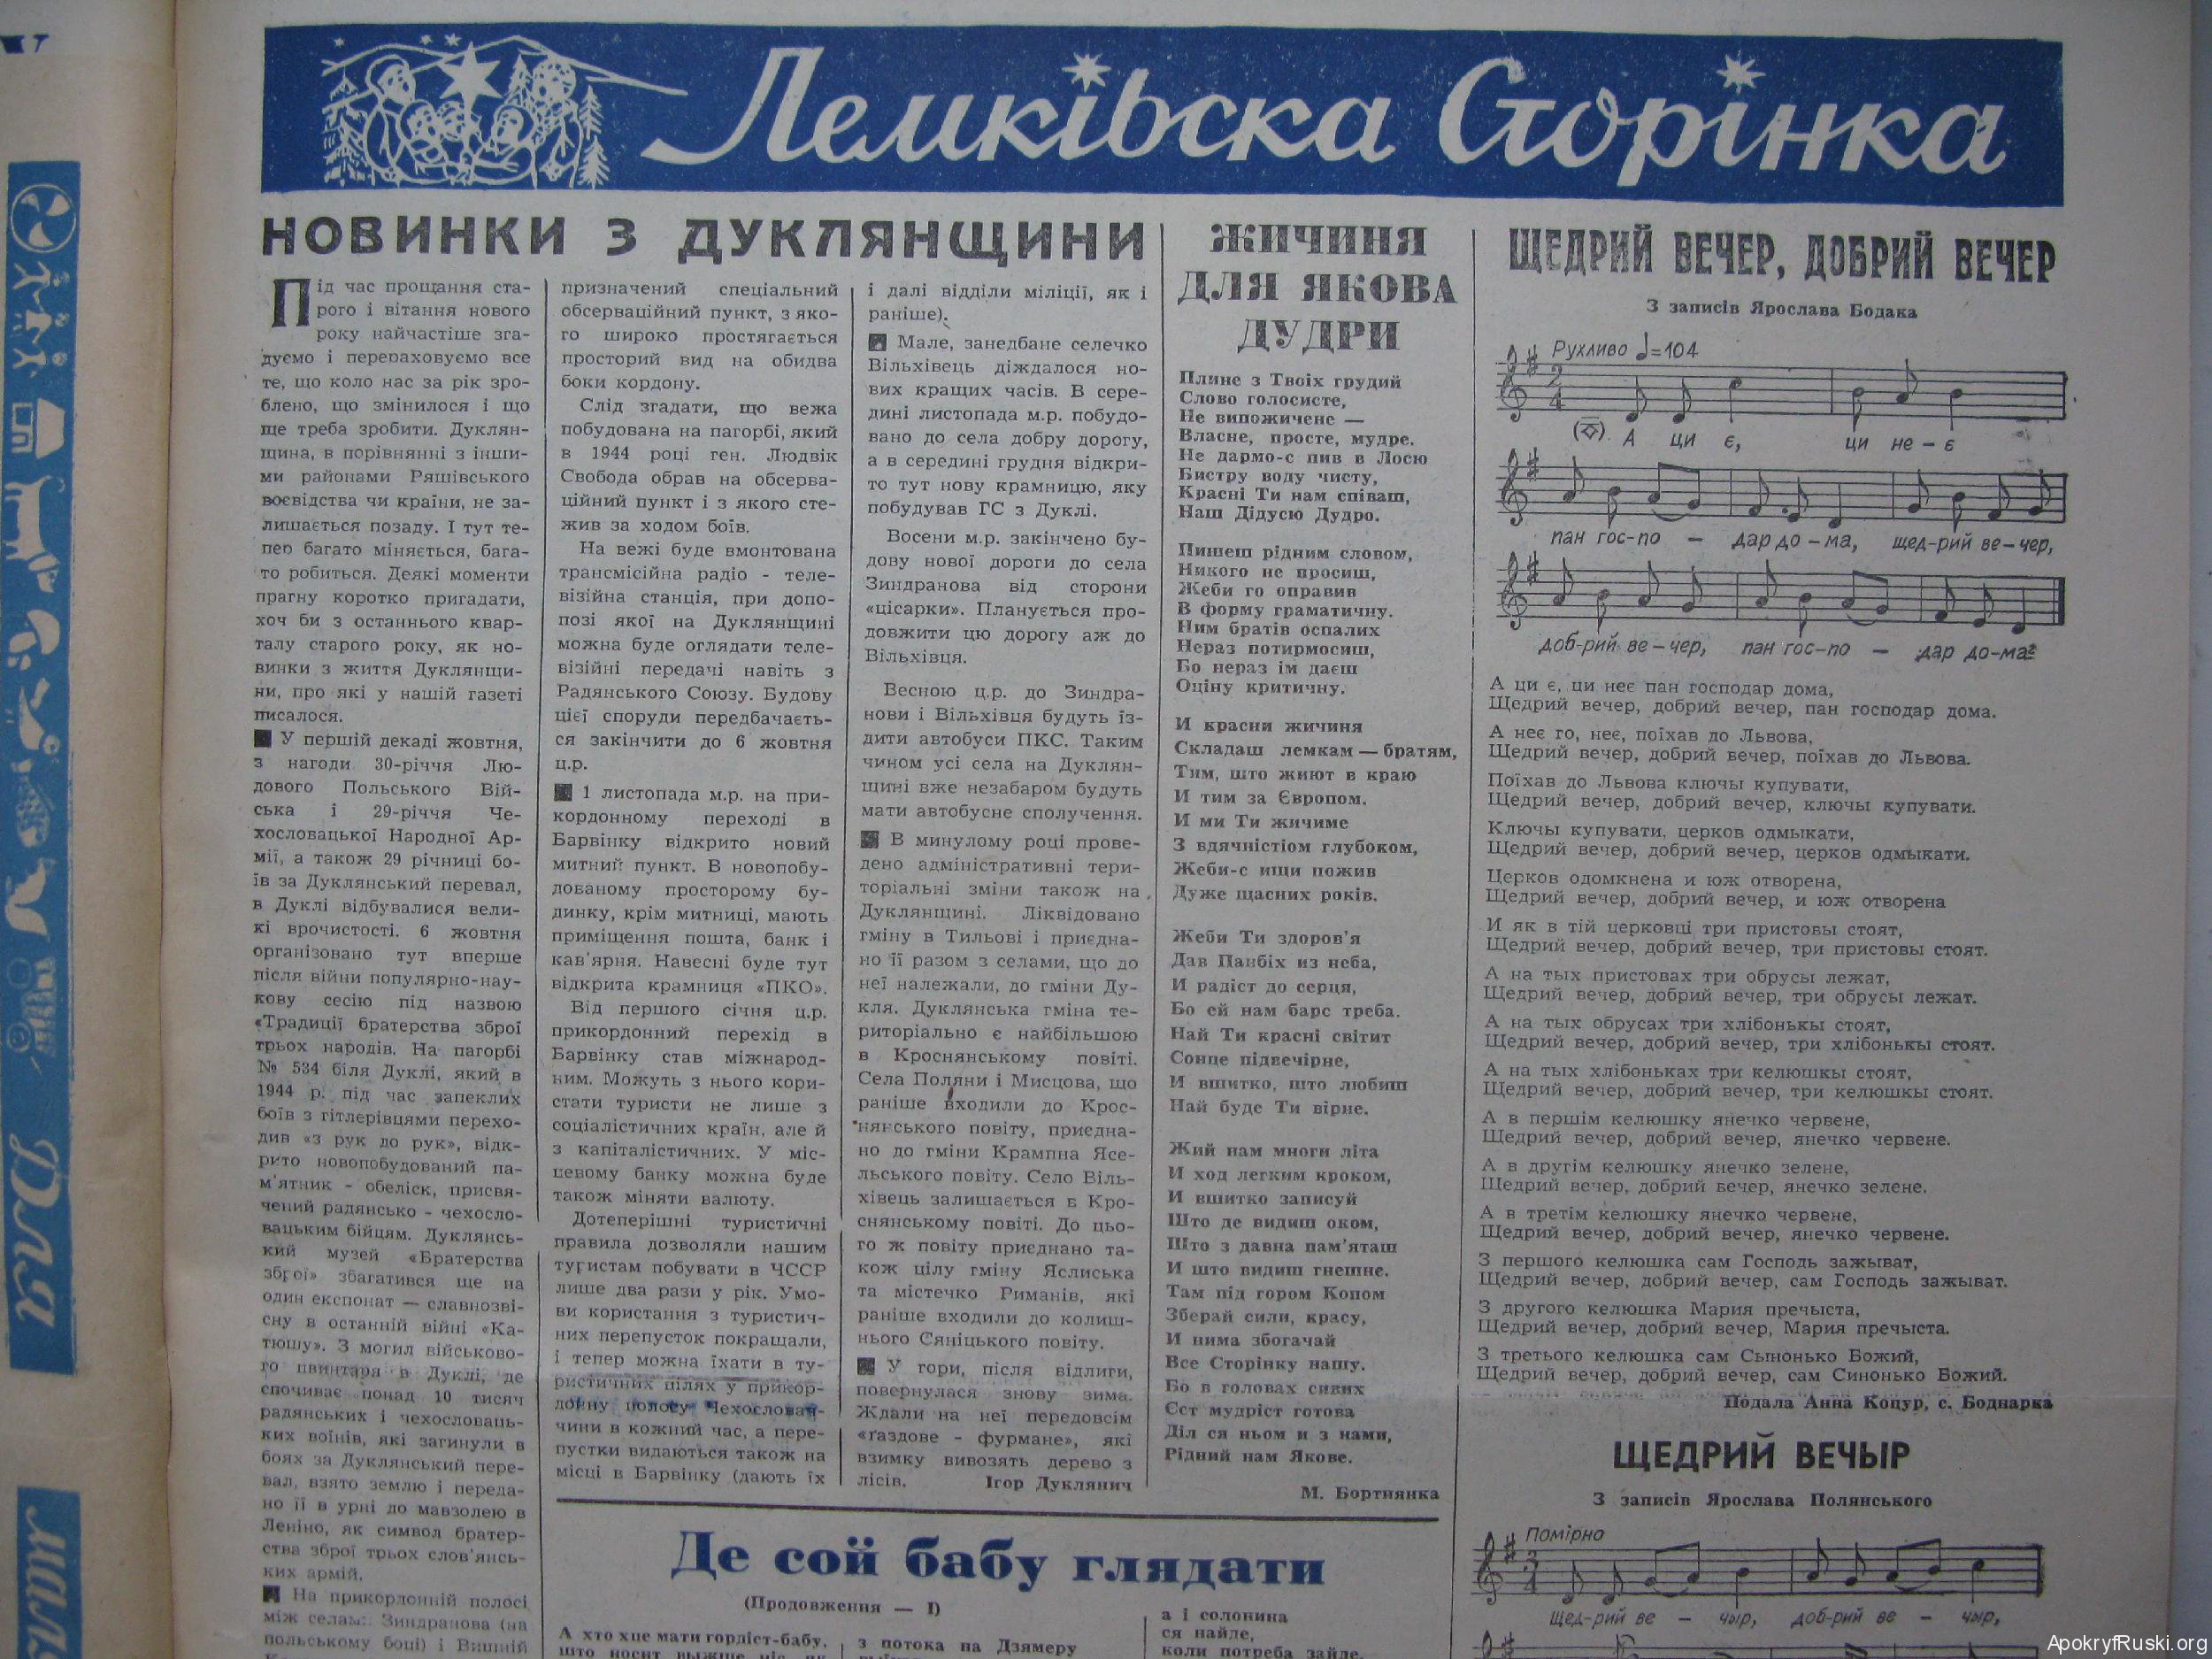 Лемківска Сторінка
НОВИНКИ З ДУКЛЯНЩИНИ
Під час прощання ста-
рого і вітання нового
року найчастіше зга-
дуємо і перераховуємо все
те, що коло нас за рік зро-
блено, що змінилося і що
ще треба зробити. Дуклян-
щина, в порівнянні з інши-
ми районами Ряшівського
воєвідства чи країни, не за-
лишається позаду. І тут те-
пер багато міняється, бага-
то робиться. Деякі моменти
прагну коротко пригадати,
хоч би з останнього квар-
талу старого року, як но-
винки з життя Дуклянщи-
ни, про які у нашій газеті
писалося.
У першій декаді жовтня,
з нагоди 30-річчя Лю-
дового Польського Вій-
ська і 29-річчя Че-
хословацької Народної Ар-
мії, а також 29 річниці бо-
їв за Дуклянський перевал,
в Дуклі відбувалися вели-
кі врочистості. 6 жовтня
організовано тут вперше
після війни популярно-нау-
кову сесію під назвою
«Традиції братерства зброї
трьох народів. На пагорбі
№ 534 біля Дуклі, який в
1944 р. під час запеклих
боїв з гітлерівцями перехо-
див «з рук до рук», відк-
рито новопобудований па-
м'ятник - обеліск, присвя-
чений радянсько - чехосло-
вацьким бійцям. Дуклянсь-
кий музей «Братерства
зброї» збагатився ще на
один експонат — славнозві-
сну в останній війні «Ка-
тюшу». З могил військово-
го цвинтаря в Дуклі, де
спочиває понад 10 тисяч
радянських і чехословаць-
ких воїнів, які загинули в
боях за Дуклянський пере-
вал, взято землю і переда-
но її в урні до мавзолею в
Леніно, як символ братер-
ства зброї трьох слов'янсь-
ких армій.
На прикордонній полосі
між селами: Зиндранова (на
польському боці) і Вишній
призначений спеціальний
обсерваційний пункт, з яко-
го широко простягається
просторий вид на обидва
боки кордону.
Слід згадати, що вежа
побудована на пагорбі, який
в 1944 році ген. Людвік
Свобода обрав на обсерва-
ційний пункт і з якого сте-
жив за ходом боїв.
На вежі буде вмонтована
трансмісійна радіо - теле-
візійна станція, при допо-
позі якої на Дуклянщині
можна буде оглядати теле-
візійні передачі навіть з
Радянського Союзу. Будову
цієї споруди передбачаєть-
ся закінчити до 6 жовтня
ц.р.
1 листопада м.р. на при-
кордонному переході в
Барвінку відкрито новий
митний пункт. В новопобу-
дованому просторому бу-
динку, крім митниці, мають
приміщення пошта, банк і
кав'ярня. Навесні буде тут
відкрита крамниця «ПКО».
Від першого січня ц.р.
прикордонний перехід в
Барвінку став міжнарод-
ним. Можуть з нього кори-
стати туристи не лише з
соціалістичних країн, але й
з капіталістичних. У міс-
цевому банку можна буде
також міняти валюту.
Дотеперішні туристичні
правила дозволяли нашим
туристам побувати в ЧССР
лише два рази у рік. Умо-
ви користання з туристич-
них перепусток покращали,
і тепер можна їхати в ту-
ристичних цілях у прикор-
донну полосу Чехословач-
чини в кожний час, а пере-
пустки видаються також на
місці в Барвінку (дають їх
і далі відділи міліції, як і
раніше).
Мале, занедбане селечко
Вільхівець діждалося но-
вих кращих часів. В сере-
дині листопада м.р. побудо-
вано до села добру дорогу,
а в середині грудня відкри-
то тут нову крамницю, яку
побудував ГС з Дуклі.
Восени м.р. закінчено бу-
дову нової дороги до села
Зиндранова від сторони
«цісарки». Планується про-
довжити цю дорогу аж до
Вільхівця.
Весною ц.р. до Зиндра-
нови і Вільхівця будуть їз-
дити автобуси ПКС. Таким
чином усі села на Дуклян-
щині вже незабаром будуть
мати автобусне сполучення.
В минулому році прове-
дено адміністративні тери-
торіальні зміни також на
Дуклянщині. Ліквідовано
гміну в Тильові і приєдна-
но її разом з селами, що до
неї належали, до гміни Ду-
кля. Дуклянська гміна те-
риторіально є найбільшою
в Кроснянському повіті.
Села Поляни і Мисцова, що
раніше входили до Крос-
нянського повіту, приєдна-
но до гміни Крампна Ясе-
льського повіту. Село Віль-
хівець залишається в Кро-
снянському повіті. До цьо-
го ж повіту приєднано та-
кож цілу гміну Яслиська
та містечко Риманів, які
раніше входили до колиш-
нього Сяніцького повіту.
У гори, після відлиги,
повернулася знову зима.
Ждали на неї передовсім
«газдове - фурмане», які
взимку вивозять дерево з
лісів. Ігор Дуклянич
ЖИЧИНЯ
ДЛЯ ЯКОВА
ДУДРИ
Плине з Твоїх грудий
Слово голосисте,
Не випожичене —
Власне, просте, мудре.
Не дармо-с пив в Лосю
Бистру воду чисту,
Красні Ти нам співаш,
Наш Дідусю Дудро.
Пишеш рідним словом,
Никого не просиш,
Жеби го оправив
В форму граматичну.
Ним братів оспалих
Нераз потирмосиш,
Бо нераз ім даєш
Оціну критичну.
И красни жичиня
Складаш лемкам — братям,
Тим, што жиют в краю
И тим за Європом.
И ми Ти жичиме
З вдячністіом глубоком,
Жеби-с ищи пожив
Дуже щасних років.
Жеби Ти здоров'я
Дав Панбіх из неба,
И радіст до серця,
Бо єй нам барс треба.
Най Ти красні світит
Сонце підвечірне,
И вшитко, што любиш
Най буде Ти вірне.
Жий нам многи літа
И ход легким кроком,
И вшитко записуй
Што де видиш оком,
Што з давна пам'яташ
И што видиш гнешне.
Там під гором Копом
Зберай сили, красу,
И нима збогачай
Все Сторінку нашу.
Бо в головах сивих
Єст мудріст готова
Діл ся ньом и з нами,
Рідний нам Якове.
М. Бортнянка
ЩЕДРИЙ ВЕЧЕР, ДОБРИЙ ВЕЧЕР
З записів Ярослава Бодака
Рухливо ♩=104
А ци є, ци не – є
пан гос-по – дар до – ма, щед-рий ве – чер,
доб-рий ве – чер, пан гос-по – дар до-ма.
А ци є, ци неє пан господар дома,
Щедрий вечер, добрий вечер, пан господар дома.
А неє го, неє, поїхав до Львова,
Щедрий вечер, добрий вечер, поїхав до Львова.
Поїхав до Львова ключы купувати,
Щедрий вечер, добрий вечер, ключы купувати.
Ключы купувати, церков одмыкати,
Щедрий вечер, добрий вечер, церков одмыкати.
Церков одомкнена и юж отворена,
Щедрий вечер, добрий вечер, и юж отворена
И як в тій церковці три пристовы стоят,
Щедрий вечер, добрий вечер, три пристовы стоят.
А на тых пристовах три обрусы лежат,
Щедрий вечер, добрий вечер, три обрусы лежат.
А на тых обрусах три хлібонькы стоят,
Щедрий вечер, добрий вечер, три хлібонькы стоят.
А на тых хлібоньках три келюшкы стоят,
Щедрий вечер, добрий вечер, три келюшкы стоят.
А в першім келюшку янечко червене,
Щедрий вечер, добрий вечер, янечко червене.
А в другім келюшку янечко зелене,
Щедрий вечер, добрий вечер, янечко зелене.
А в третім келюшку янечко червене,
Щедрий вечер, добрий вечер, янечко червене.
З першого келюшка сам Господь зажыват,
Щедрий вечер, добрий вечер, сам Господь зажыват.
З другого келюшка Мария пречыста,
Щедрий вечер, добрий вечер, Мария пречыста.
З третього келюшка сам Сынонько Божий,
Щедрий вечер, добрий вечер, сам Синонько Божий.
Подала Анна Коцур, с. Боднарка
ЩЕДРИЙ ВЕЧЫР
З записів Ярослава Полянського
Помірно
Щед-рий ве – чыр, доб-рий ве – чыр,
Де сой бабу глядати
(Продовження — I)
А хто хце мати гордіст-бабу,
з потока на Дзямеру
а і солонина
ся найде,
коли потреба зайде.
Для
ApokryfRuski.org